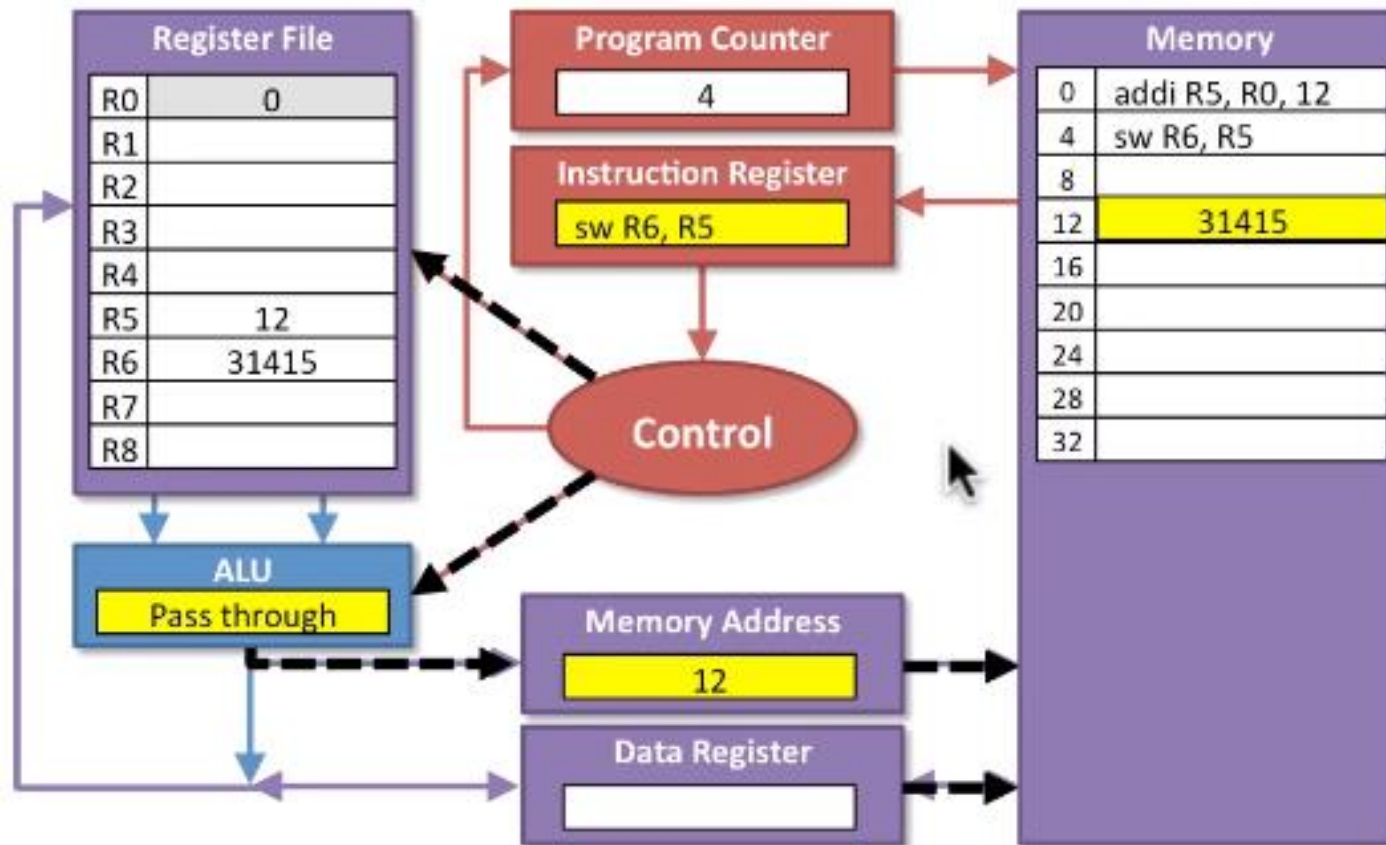 Register File
R0 0
R1
R2
R3
R4
R5 12
R6 31415
R7
R8
Program Counter
4
Instruction Register
sw R6, R5
Control
Memory
0 addi R5, R0, 12
4 sw R6, R5
8
12 31415
16
20
24
28
32
ALU
Pass through
Memory Address
12
Data Register